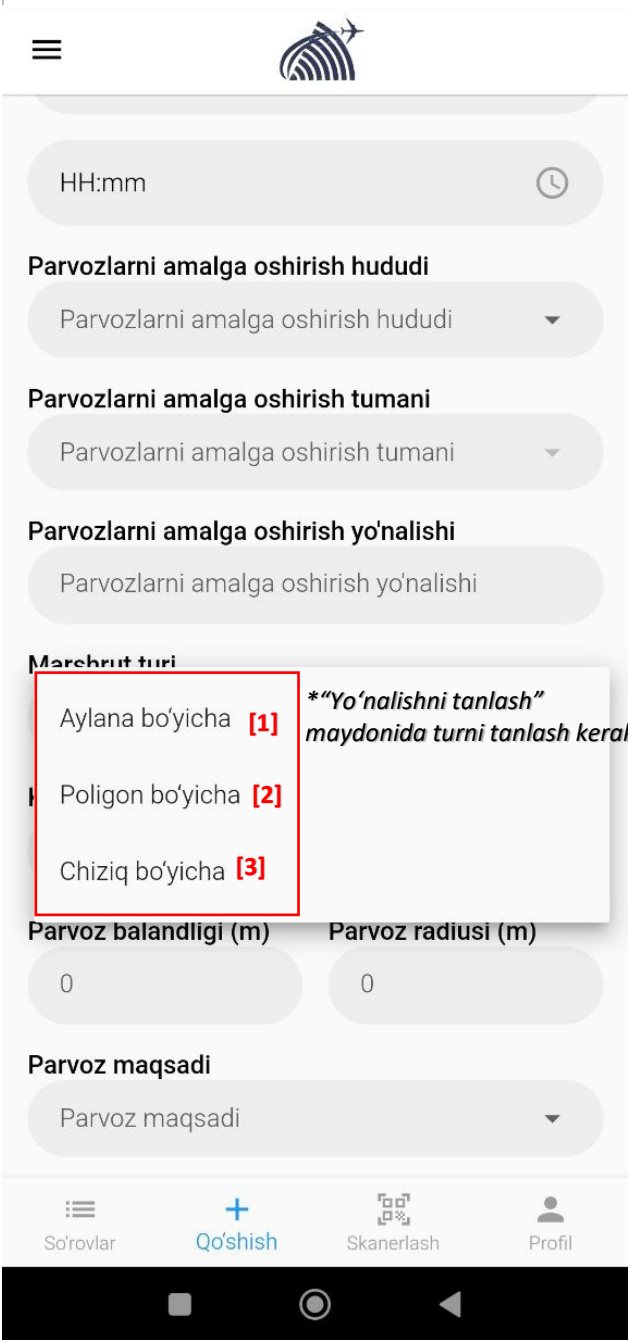 HH:mm
Parvozlarni amalga oshirish hududi
Parvozlarni amalga oshirish hududi
Parvozlarni amalga oshirish tumani
Parvozlarni amalga oshirish tumani
Parvozlarni amalga oshirish yo'nalishi
Parvozlarni amalga oshirish yo'nalishi
Marshrut turi
Aylana bo‘yicha [1]
*“Yo‘nalishni tanlash”
maydonida turni tanlash kerak
Poligon bo‘yicha [2]
Chiziq bo‘yicha [3]
Parvoz balandligi (m) Parvoz radiusi (m)
0 0
Parvoz maqsadi
Parvoz maqsadi
So'rovlar Qo‘shish Skanerlash Profil